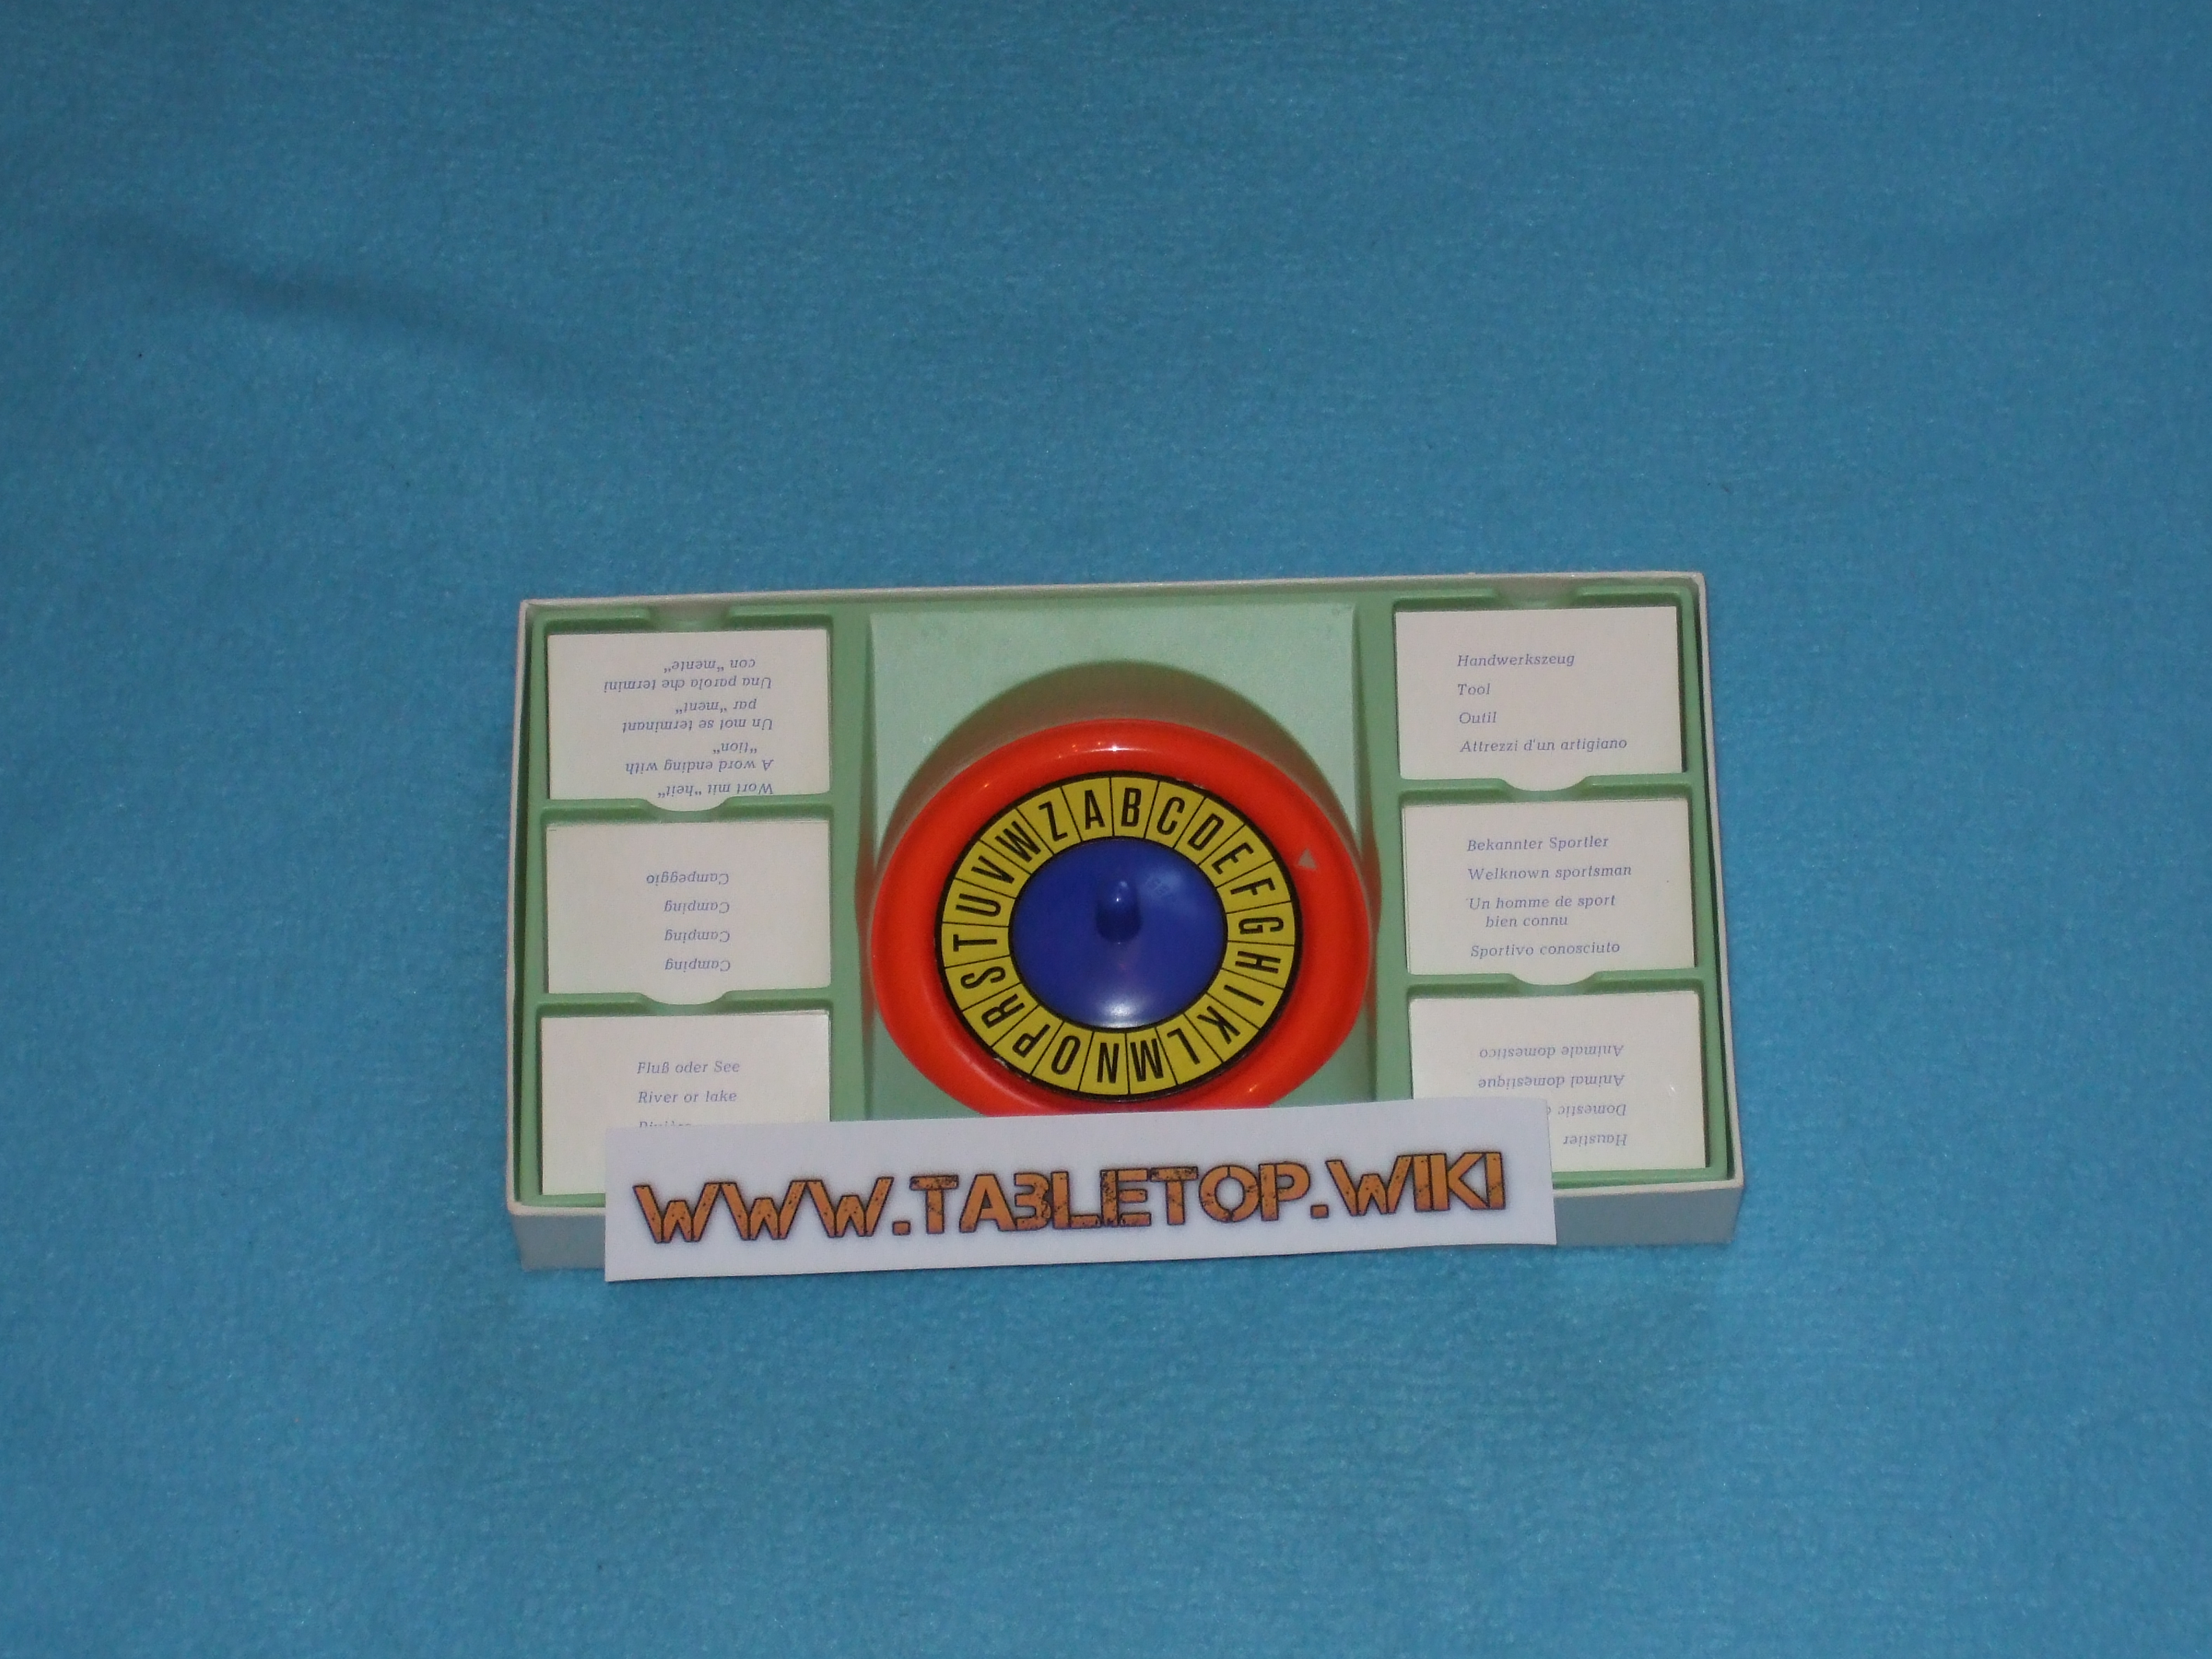 con "mente"
Una parola che termini
par "ment"
Un mot se terminant
"tion"
A word ending with
Wort mit "heit"
Campeggio
Camping
Camping
Camping
Fluß oder See
River or lake
Z A B C D E F G H I K L M N O P R S T U V W
Handwerkszeug
Tool
Outil
Attrezzi d'un artigiano
Bekannter Sportler
Welknown sportsman
Un homme de sport
bien connu
Sportivo conosciuto
Animale domestico
Animal domestique
Domestic
Haustier
WWW.TABLETOP.WIKI